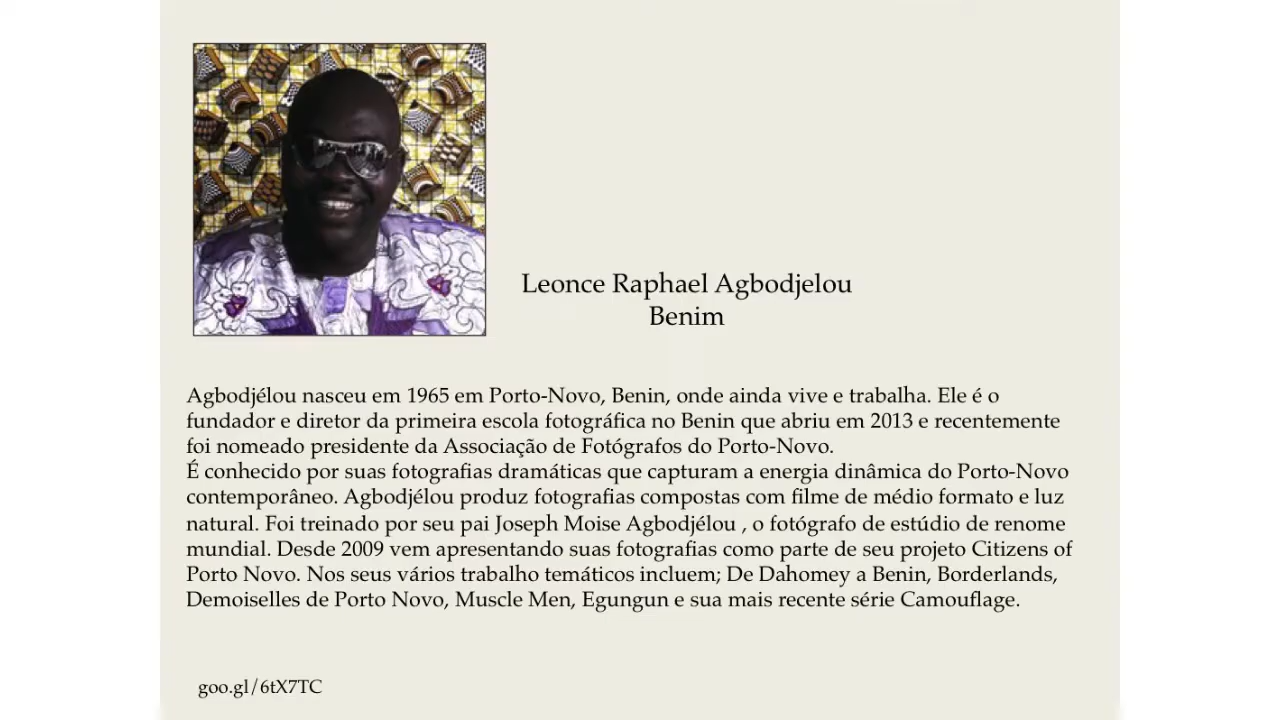 Leonce Raphael Agbodjelou
Benim
Agbodjélou nasceu em 1965 em Porto-Novo, Benin, onde ainda vive e trabalha. Ele é o
fundador e diretor da primeira escola fotográfica no Benin que abriu em 2013 e recentemente
foi nomeado presidente da Associação de Fotógrafos do Porto-Novo.
É conhecido por suas fotografias dramáticas que capturam a energia dinâmica do Porto-Novo
contemporâneo. Agbodjélou produz fotografias compostas com filme de médio formato e luz
natural. Foi treinado por seu pai Joseph Moise Agbodjélou , o fotógrafo de estúdio de renome
mundial. Desde 2009 vem apresentando suas fotografias como parte de seu projeto Citizens of
Porto Novo. Nos seus vários trabalho temáticos incluem; De Dahomey a Benin, Borderlands,
Demoiselles de Porto Novo, Muscle Men, Egungun e sua mais recente série Camouflage.
goo.gl/6tX7TC